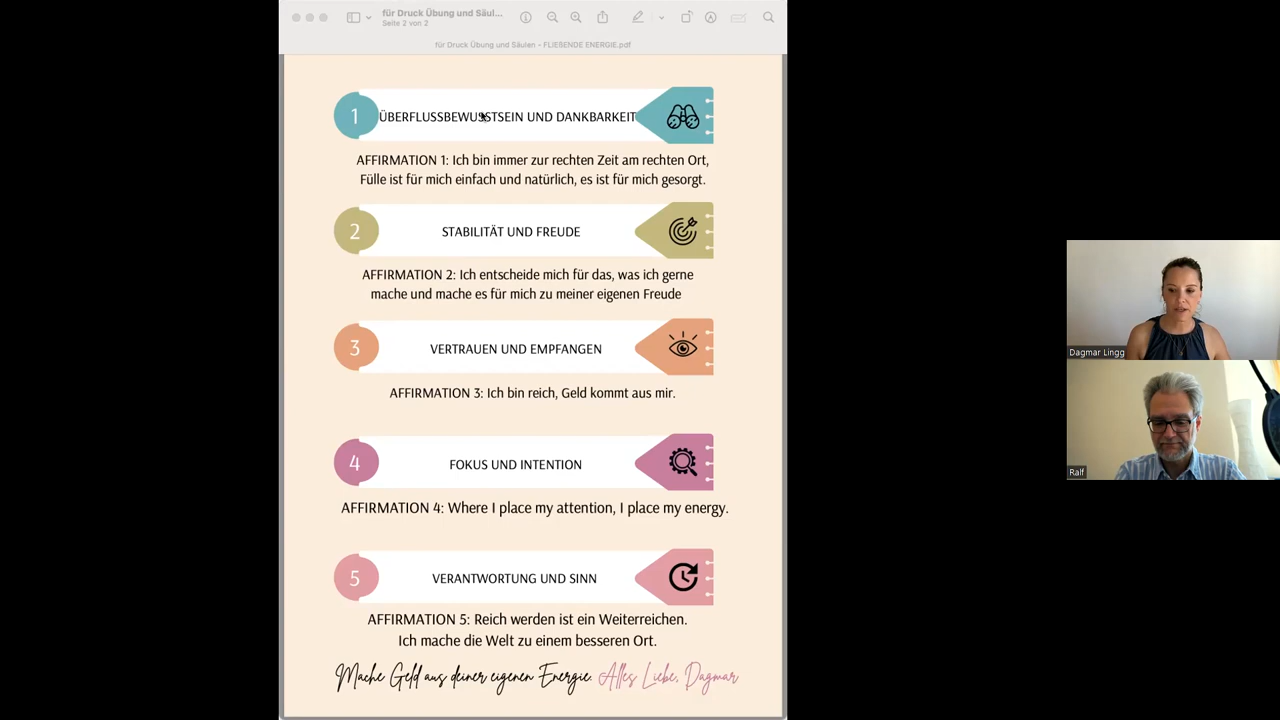 für Druck Übung und Säul...
Seite 2 von 2
für Druck Übung und Säulen - FLIEßENDE ENERGIE.pdf
1
ÜBERFLUSSBEWUSSTSEIN UND DANKBARKEIT
AFFIRMATION 1: Ich bin immer zur rechten Zeit am rechten Ort,
Fülle ist für mich einfach und natürlich, es ist für mich gesorgt.
2
STABILITÄT UND FREUDE
AFFIRMATION 2: Ich entscheide mich für das, was ich gerne
mache und mache es für mich zu meiner eigenen Freude
3
VERTRAUEN UND EMPFANGEN
AFFIRMATION 3: Ich bin reich, Geld kommt aus mir.
4
FOKUS UND INTENTION
AFFIRMATION 4: Where I place my attention, I place my energy.
5
VERANTWORTUNG UND SINN
AFFIRMATION 5: Reich werden ist ein Weiterreichen.
Ich mache die Welt zu einem besseren Ort.
Mache Geld aus deiner eigenen Energie. Alles Liebe, Dagmar
Dagmar Lingg
Ralf